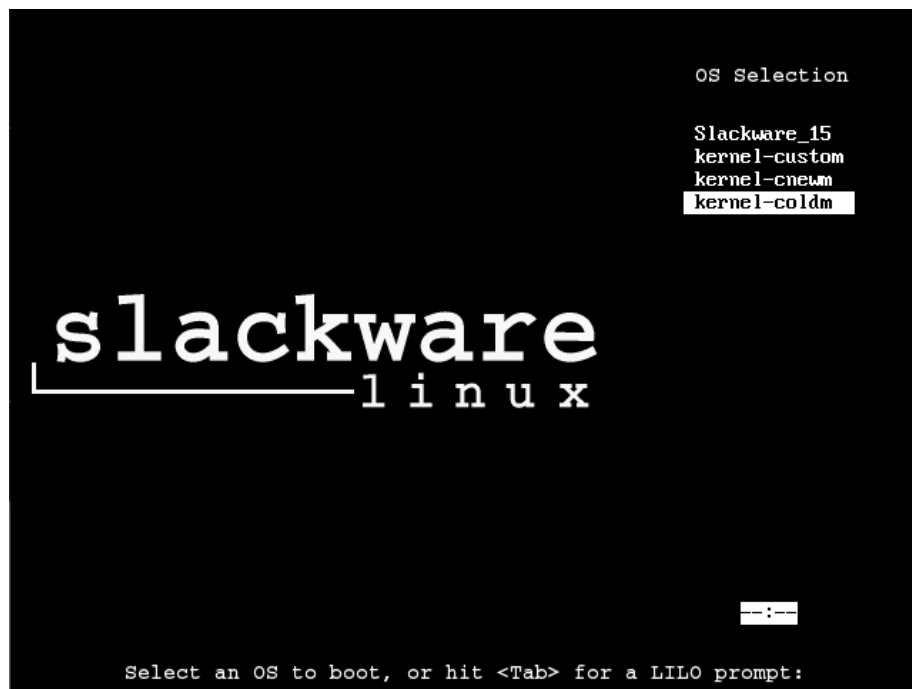 OS Selection
Slackware_15
kernel-custom
kernel-cnewm
kernel-coldm
slackware
linux
--:--
Select an OS to boot, or hit <Tab> for a LILO prompt: